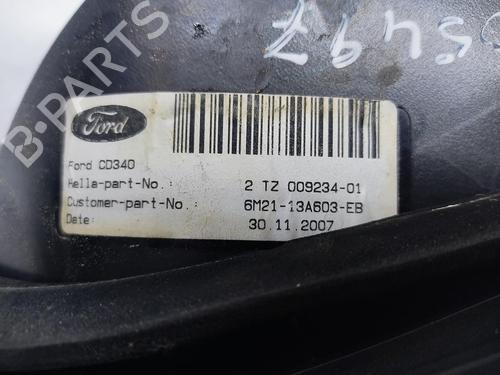 5497
B-PARTS
Ford
Ford CD340
Hella-part-No.: 2 TZ 009234-01
Customer-part-No.: 6M21-13A603-EB
Date: 30.11.2007